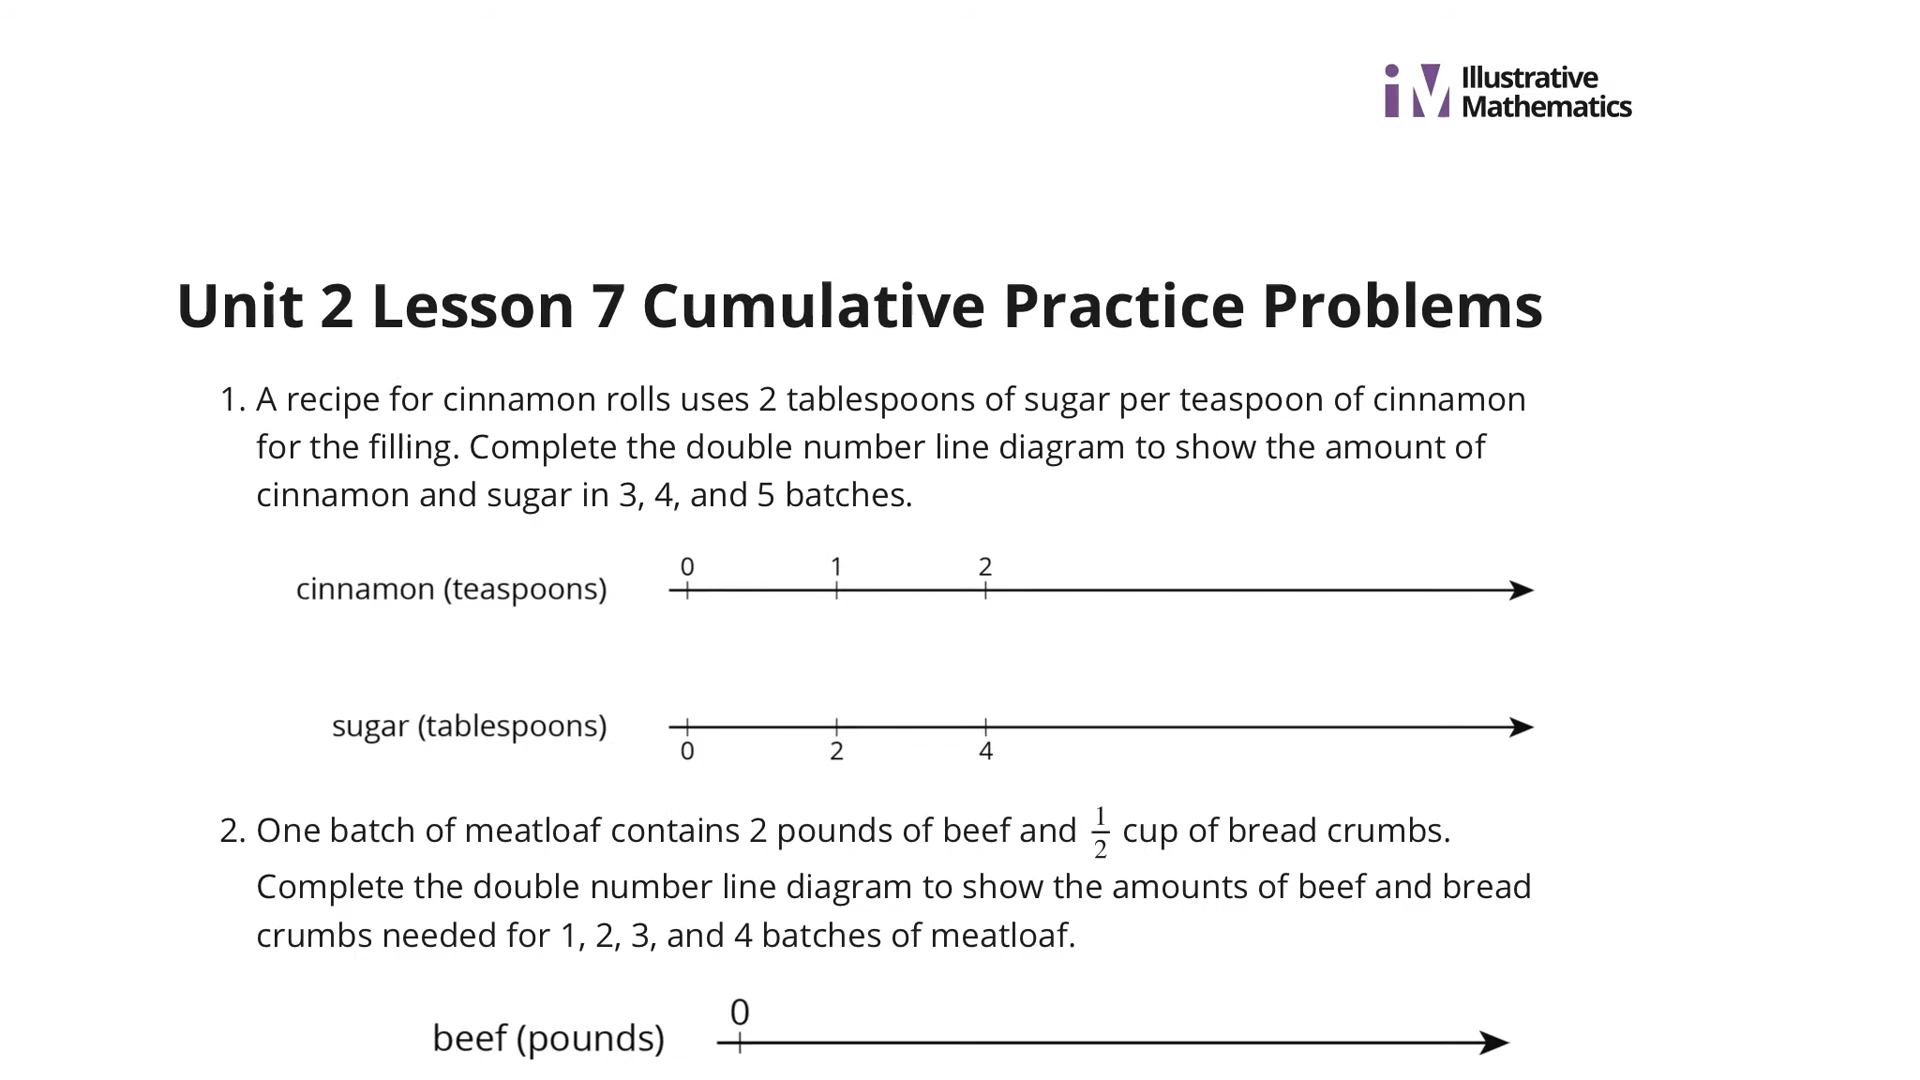 Illustrative
Mathematics
Unit 2 Lesson 7 Cumulative Practice Problems
1. A recipe for cinnamon rolls uses 2 tablespoons of sugar per teaspoon of cinnamon
for the filling. Complete the double number line diagram to show the amount of
cinnamon and sugar in 3, 4, and 5 batches.
0 1 2
cinnamon (teaspoons)
sugar (tablespoons)
0 2 4
2. One batch of meatloaf contains 2 pounds of beef and 1/2 cup of bread crumbs.
Complete the double number line diagram to show the amounts of beef and bread
crumbs needed for 1, 2, 3, and 4 batches of meatloaf.
0
beef (pounds)